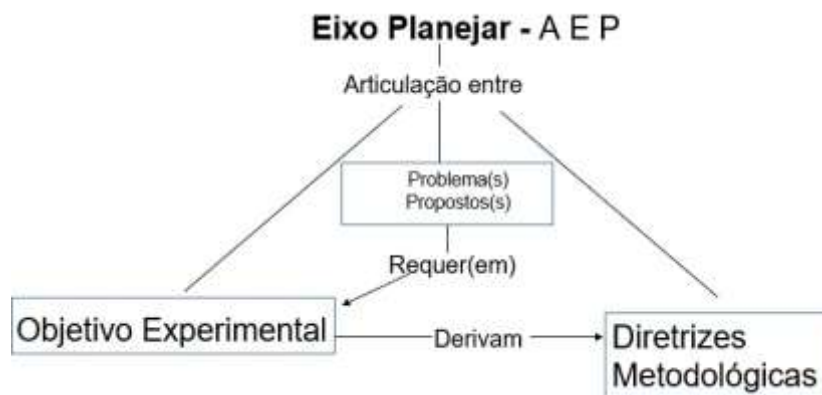 Eixo Planejar - A E P
Articulação entre
Problema(s)
Propostos(s)
Requer(em)
Objetivo Experimental
Derivam
Diretrizes
Metodológicas